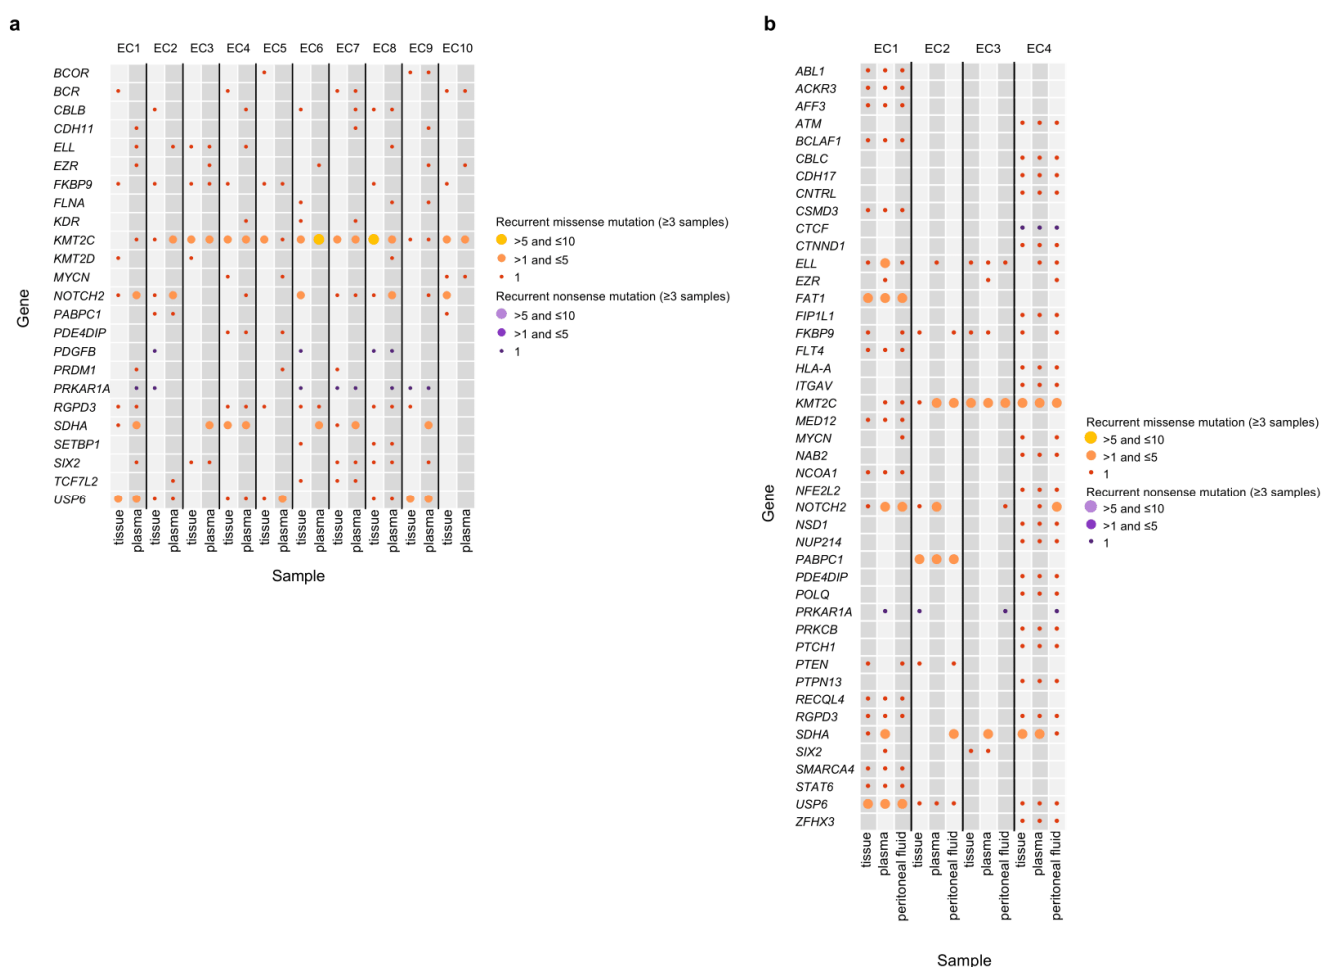 a
EC1 EC2 EC3 EC4 EC5 EC6 EC7 EC8 EC9 EC10
BCOR
BCR
CBLB
CDH11
ELL
EZR
FKBP9
FLNA
KDR
KMT2C
KMT2D
MYCN
NOTCH2
PABPC1
PDE4DIP
PDGFB
PRDM1
PRKAR1A
RGPD3
SDHA
SETBP1
SIX2
TCF7L2
USP6
Gene
tissue plasma tissue plasma tissue plasma tissue plasma tissue plasma tissue plasma tissue plasma tissue plasma tissue plasma tissue plasma
Sample
Recurrent missense mutation (≥3 samples)
>5 and ≤10
>1 and ≤5
1
Recurrent nonsense mutation (≥3 samples)
>5 and ≤10
>1 and ≤5
1
b
EC1 EC2 EC3 EC4
ABL1
ACKR3
AFF3
ATM
BCLAF1
CBLC
CDH17
CNTRL
CSMD3
CTCF
CTNND1
ELL
EZR
FAT1
FIP1L1
FKBP9
FLT4
HLA-A
ITGAV
KMT2C
MED12
MYCN
NAB2
NCOA1
NFE2L2
NOTCH2
NSD1
NUP214
PABPC1
PDE4DIP
POLQ
PRKAR1A
PRKCB
PTCH1
PTEN
PTPN13
RECQL4
RGPD3
SDHA
SIX2
SMARCA4
STAT6
USP6
ZFHX3
Gene
tissue plasma peritoneal fluid tissue plasma peritoneal fluid tissue plasma peritoneal fluid tissue plasma peritoneal fluid
Sample
Recurrent missense mutation (≥3 samples)
>5 and ≤10
>1 and ≤5
1
Recurrent nonsense mutation (≥3 samples)
>5 and ≤10
>1 and ≤5
1